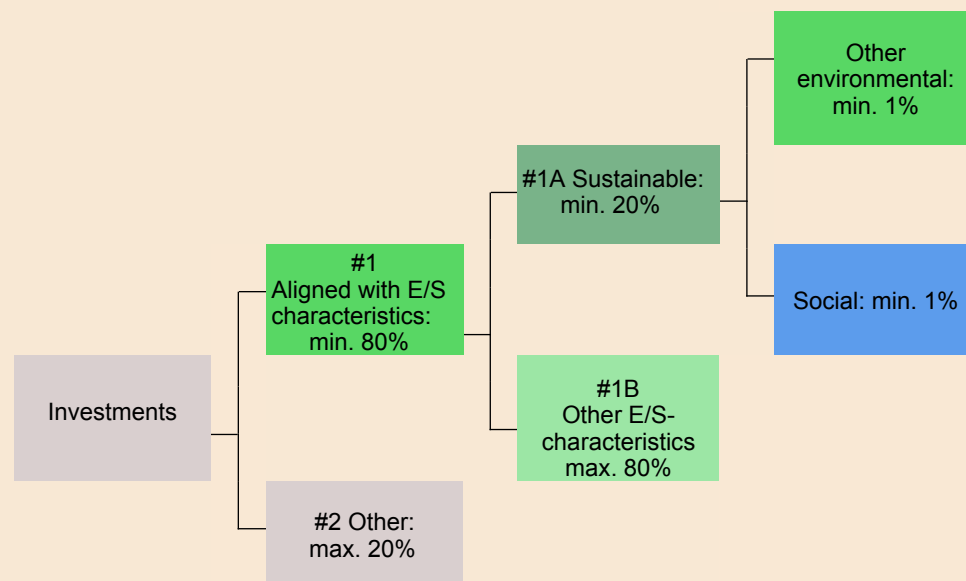 Investments
#1
Aligned with E/S
characteristics:
min. 80%
#2 Other:
max. 20%
#1A Sustainable:
min. 20%
#1B
Other E/S-
characteristics
max. 80%
Other
environmental:
min. 1%
Social: min. 1%